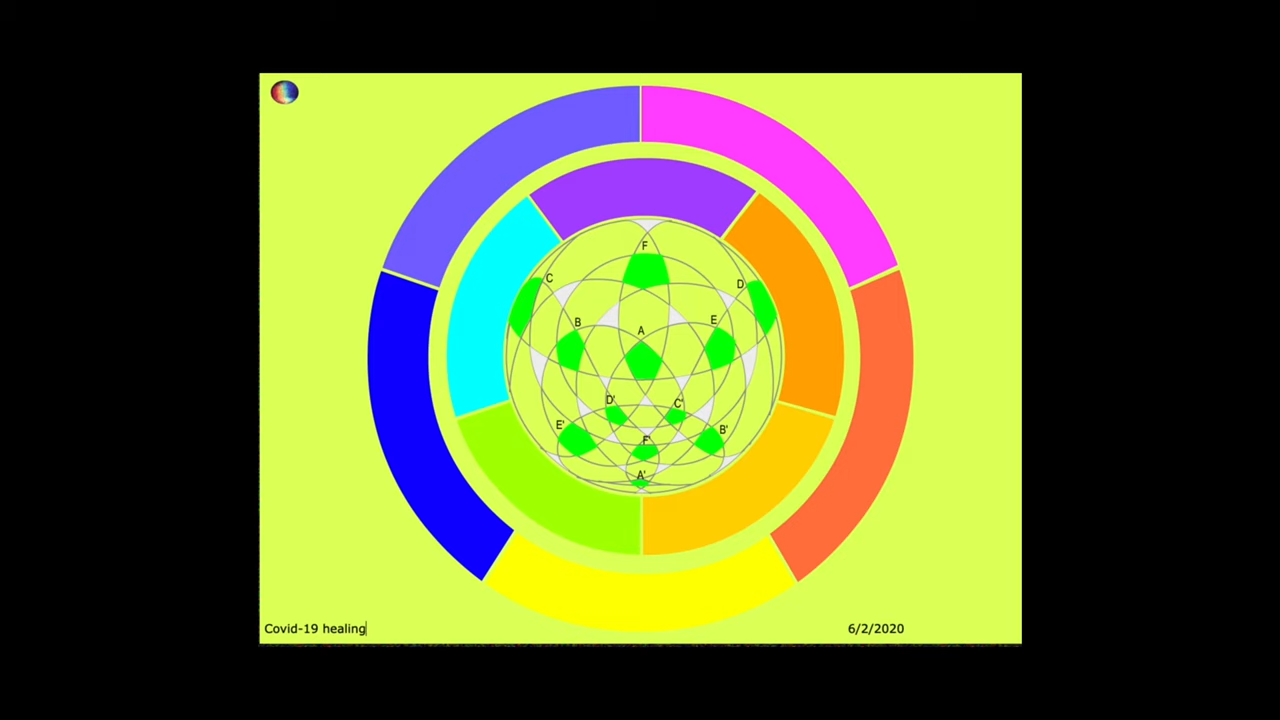 F
C
D
B
E
A
D'
C'
E'
B'
F'
A'
Covid-19 healing
6/2/2020